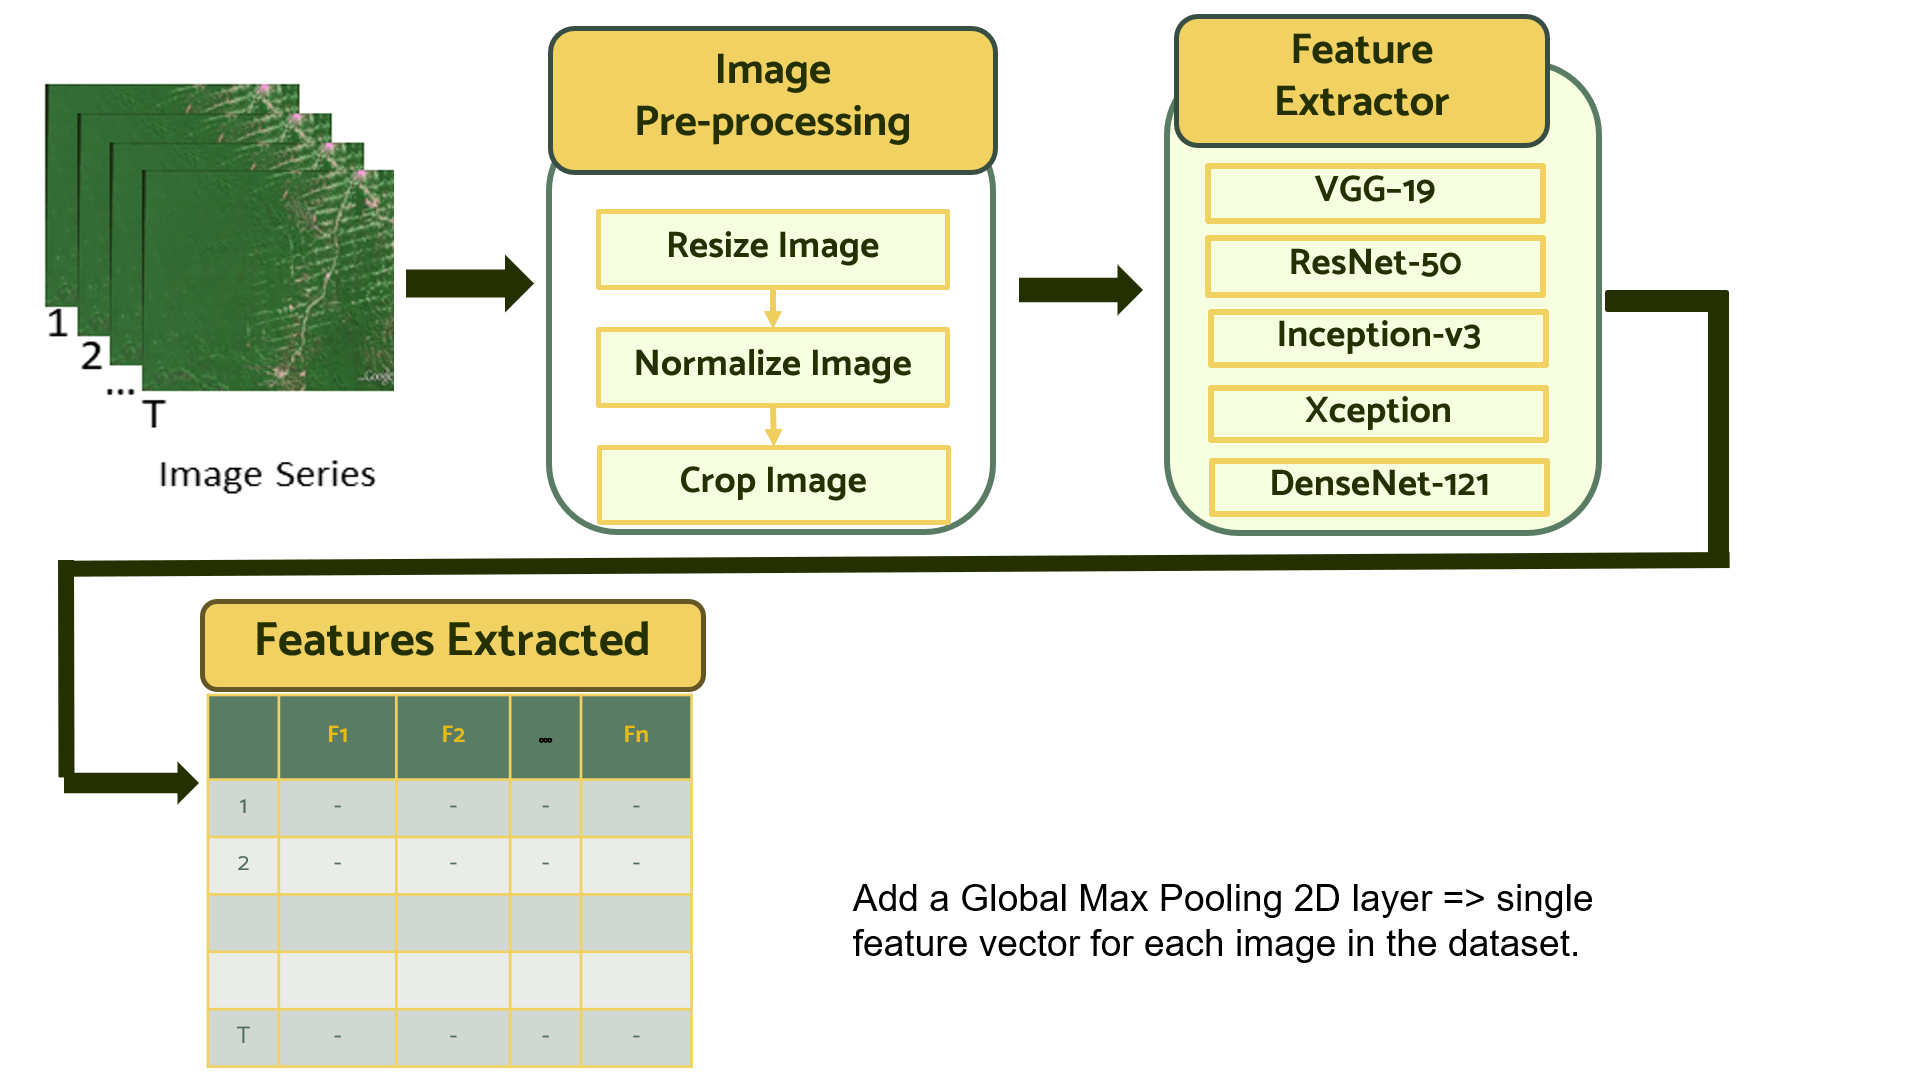 1
2
...
T
Image Series
...Google
Image
Pre-processing
Resize Image
Normalize Image
Crop Image
Feature
Extractor
VGG-19
ResNet-50
Inception-v3
Xception
DenseNet-121
Features Extracted
F1 F2 ... Fn
1 - - - -
2 - - - -
T - - - -
Add a Global Max Pooling 2D layer => single
feature vector for each image in the dataset.